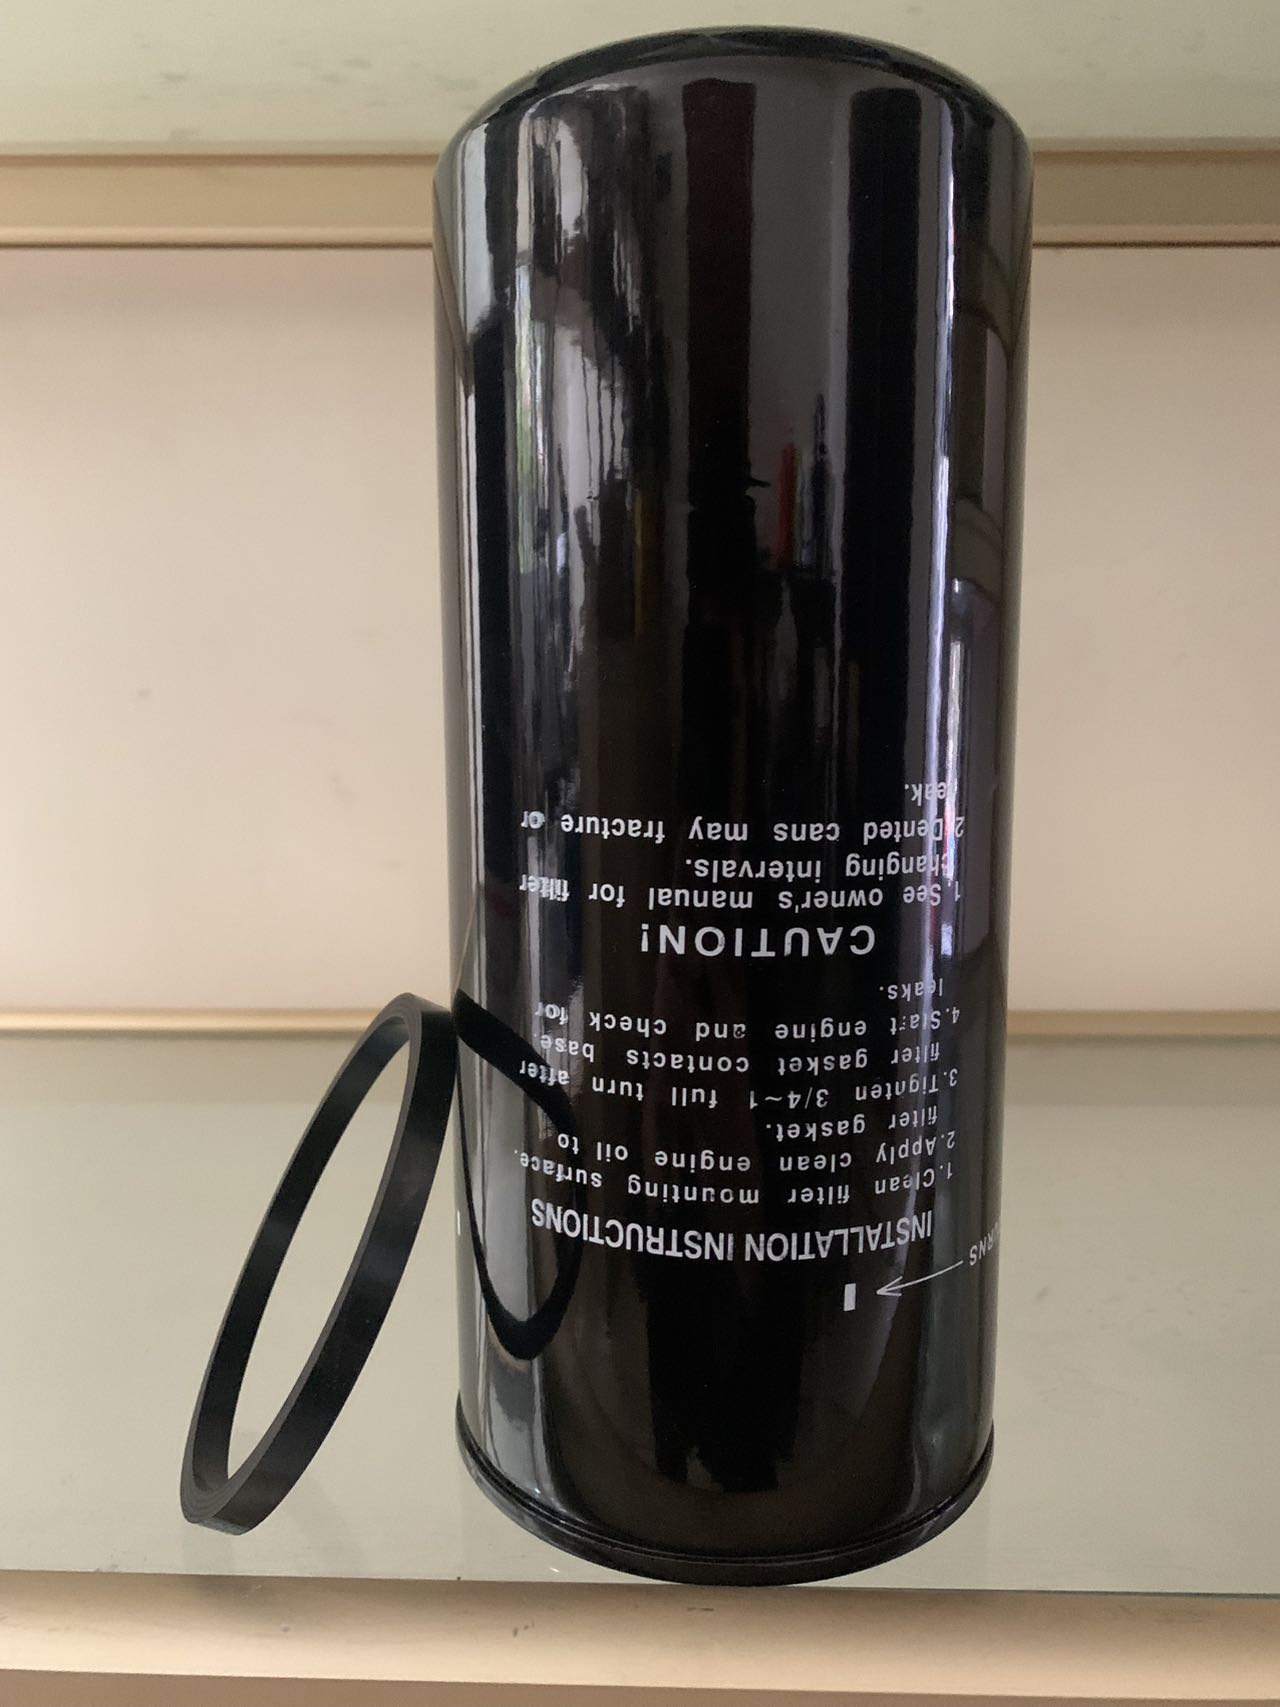 URNS
INSTALLATION INSTRUCTIONS
1.Clean filter mounting surface.
2.Apply clean engine oil to
filter gasket.
3.Tignten 3/4~1 full turn after
filter gasket contacts base.
4.Start engine and check for
leaks.
CAUTION!
1.See owner's manual for filter
changing intervals.
2.Dented cans may fracture or
leak.